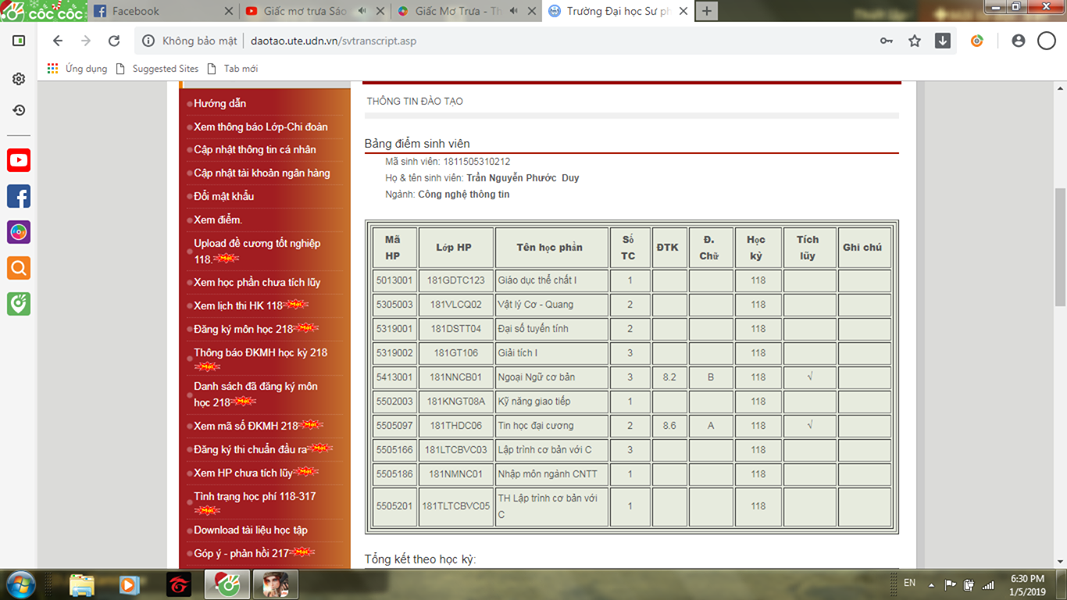 CỐC CỐC
Facebook
Giấc mơ trưa Sáo
Giấc Mơ Trưa - Th
Trường Đại học Sư ph
Không bảo mật
daotao.ute.udn.vn/svtranscript.asp
Ứng dụng
Suggested Sites
Tab mới
Hướng dẫn
Xem thông báo Lớp-Chi đoàn
Cập nhật thông tin cá nhân
Cập nhật tài khoản ngân hàng
Đổi mật khẩu
Xem điểm.
Upload đề cương tốt nghiệp
118.
Xem học phần chưa tích lũy
Xem lịch thi HK 118
Đăng ký môn học 218
Thông báo ĐKMH học kỳ 218
Danh sách đã đăng ký môn
học 218
Xem mã số ĐKMH 218
Đăng ký thi chuẩn đầu ra
Xem HP chưa tích lũy
Tình trạng học phí 118-317
Download tài liệu học tập
Góp ý - phản hồi 217
THÔNG TIN ĐÀO TẠO
Bảng điểm sinh viên
Mã sinh viên: 1811505310212
Họ & tên sinh viên: Trần Nguyễn Phước Duy
Ngành: Công nghệ thông tin
Mã HP Lớp HP Tên học phần Số TC ĐTK Đ. Chữ Học kỳ Tích lũy Ghi chú
5013001 181GDTC123 Giáo dục thể chất I 1 118
5305003 181VLCQ02 Vật lý Cơ - Quang 2 118
5319001 181DSTT04 Đại số tuyến tính 2 118
5319002 181GT106 Giải tích I 3 118
5413001 181NNCB01 Ngoại Ngữ cơ bản 3 8.2 B 118 √
5502003 181KNGT08A Kỹ năng giao tiếp 1 118
5505097 181THDC06 Tin học đại cương 2 8.6 A 118 √
5505166 181LTCBVC03 Lập trình cơ bản với C 3 118
5505186 181NMNC01 Nhập môn ngành CNTT 1 118
5505201 181TLTCBVC05 TH Lập trình cơ bản với C 1 118
Tổng kết theo học kỳ:
EN
6:30 PM
1/5/2019